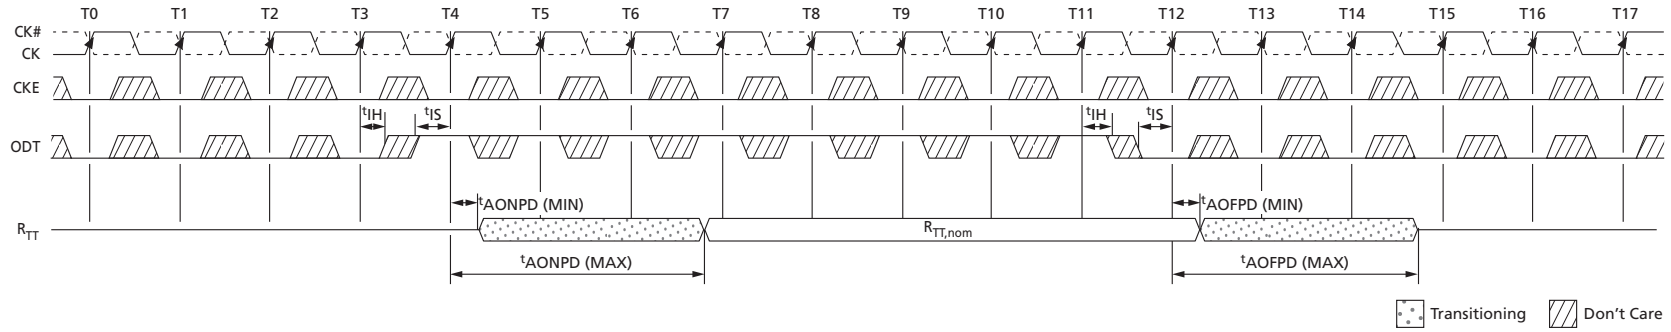 T0 T1 T2 T3 T4 T5 T6 T7 T8 T9 T10 T11 T12 T13 T14 T15 T16 T17
CK#
CK
CKE
tIH tIS tIH tIS
ODT
tAONPD (MIN) tAOFPD (MIN)
RTT RTT,nom
tAONPD (MAX) tAOFPD (MAX)
Transitioning Don't Care